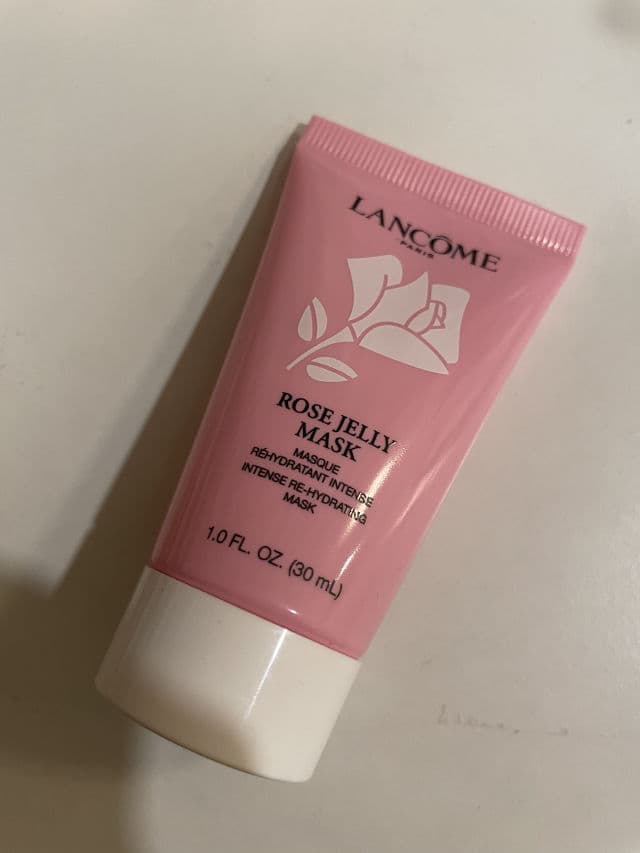 LANCÔME
PARIS
ROSE JELLY
MASK
MASQUE
RÉHYDRATANT INTENSE
INTENSE RE-HYDRATING
MASK
1.0 FL. OZ. (30 mL)